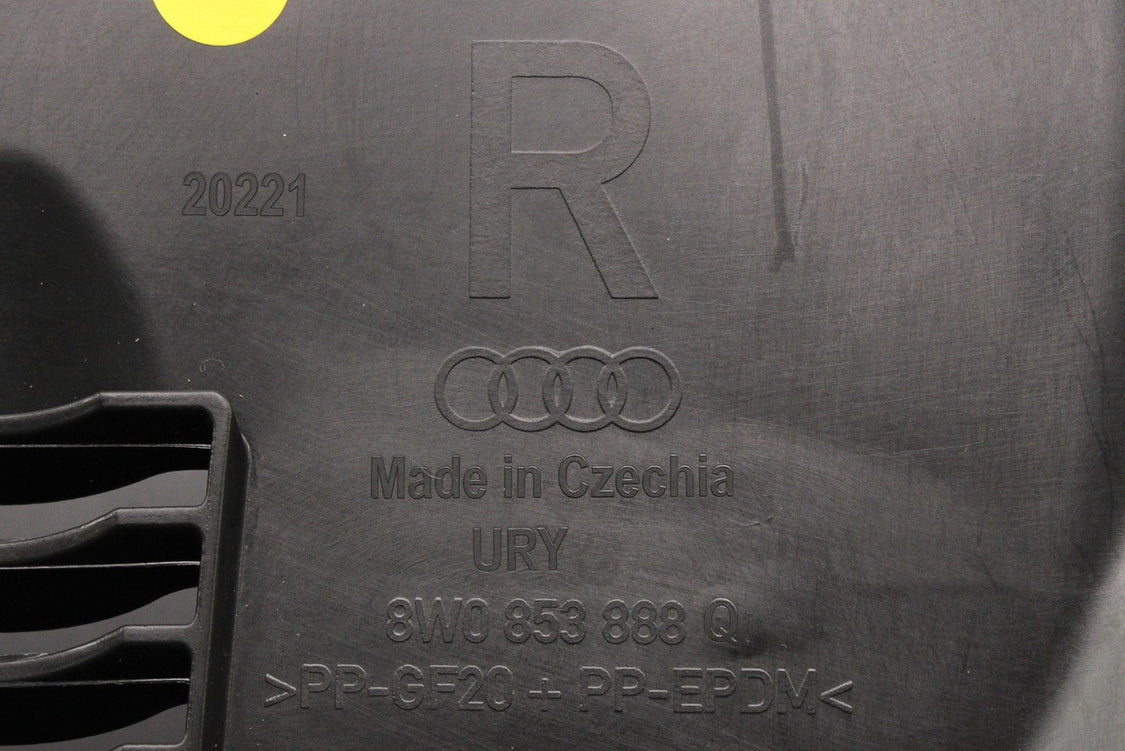 R
20221
Made in Czechia
URY
8W0 853 888 Q
>PP-GF20 + PP-EPDM<